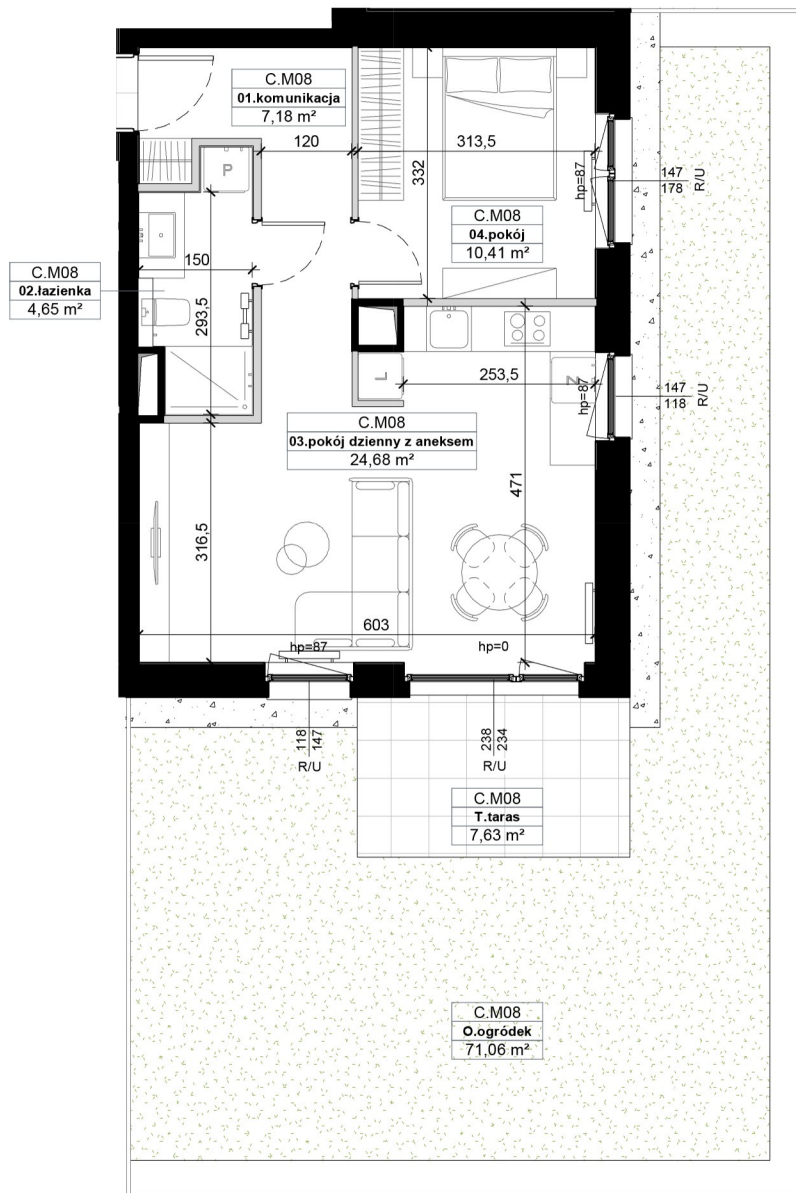 C.M08
01.komunikacja
7,18 m²
120
313,5
332
P
hp=87
147
178
R/U
C.M08
04.pokój
10,41 m²
150
C.M08
02.łazienka
4,65 m²
293,5
L
253,5
Z
hp=87
147
118
R/U
C.M08
03.pokój dzienny z aneksem
24,68 m²
471
316,5
603
hp=87
hp=0
118
147
R/U
238
234
R/U
C.M08
T.taras
7,63 m²
C.M08
O.ogródek
71,06 m²